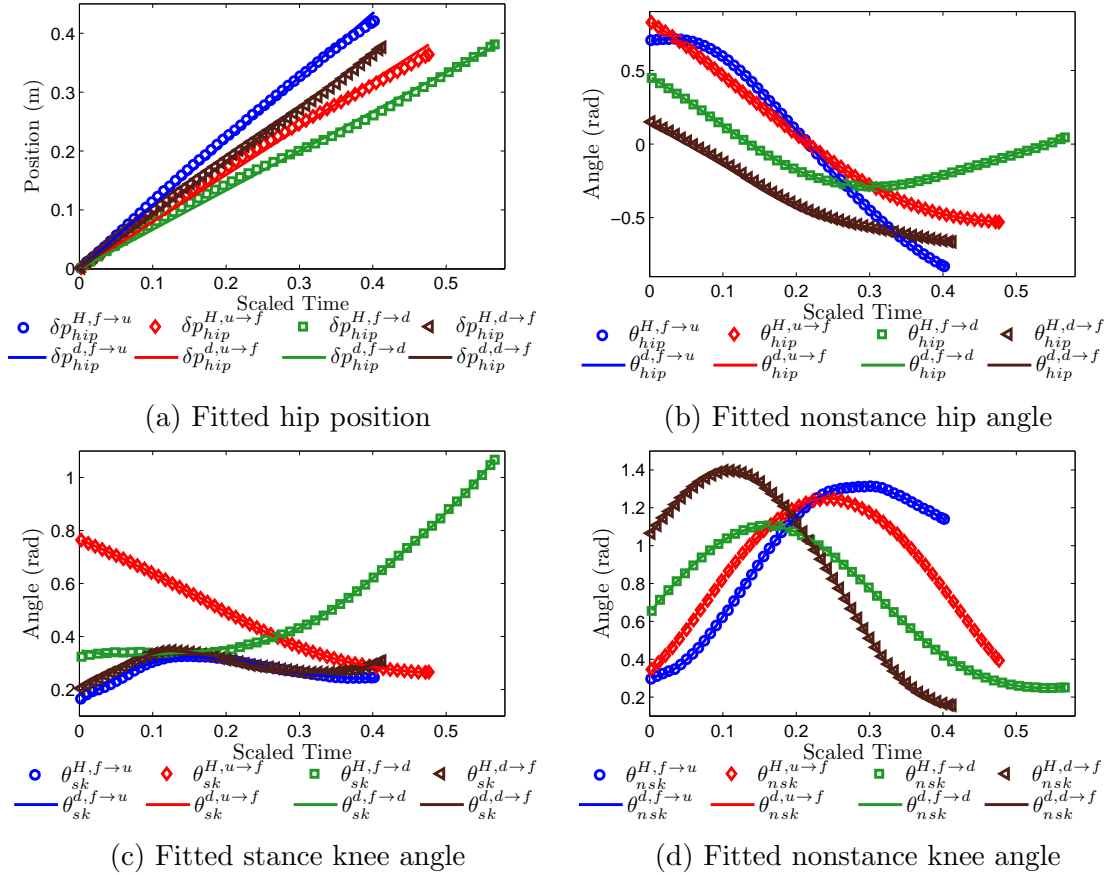 Position (m)
0.4
0.3
0.2
0.1
0
0 0.1 0.2 0.3 0.4 0.5
Scaled Time
δp_{hip}^{H,f→u} δp_{hip}^{H,u→f} δp_{hip}^{H,f→d} δp_{hip}^{H,d→f}
δp_{hip}^{d,f→u} δp_{hip}^{d,u→f} δp_{hip}^{d,f→d} δp_{hip}^{d,d→f}
(a) Fitted hip position
Angle (rad)
0.5
0
−0.5
0 0.1 0.2 0.3 0.4 0.5
Scaled Time
θ_{hip}^{H,f→u} θ_{hip}^{H,u→f} θ_{hip}^{H,f→d} θ_{hip}^{H,d→f}
θ_{hip}^{d,f→u} θ_{hip}^{d,u→f} θ_{hip}^{d,f→d} θ_{hip}^{d,d→f}
(b) Fitted nonstance hip angle
Angle (rad)
1
0.8
0.6
0.4
0.2
0 0.1 0.2 0.3 0.4 0.5
Scaled Time
θ_{sk}^{H,f→u} θ_{sk}^{H,u→f} θ_{sk}^{H,f→d} θ_{sk}^{H,d→f}
θ_{sk}^{d,f→u} θ_{sk}^{d,u→f} θ_{sk}^{d,f→d} θ_{sk}^{d,d→f}
(c) Fitted stance knee angle
Angle (rad)
1.4
1.2
1
0.8
0.6
0.4
0.2
0 0.1 0.2 0.3 0.4 0.5
Scaled Time
θ_{nsk}^{H,f→u} θ_{nsk}^{H,u→f} θ_{nsk}^{H,f→d} θ_{nsk}^{H,d→f}
θ_{nsk}^{d,f→u} θ_{nsk}^{d,u→f} θ_{nsk}^{d,f→d} θ_{nsk}^{d,d→f}
(d) Fitted nonstance knee angle